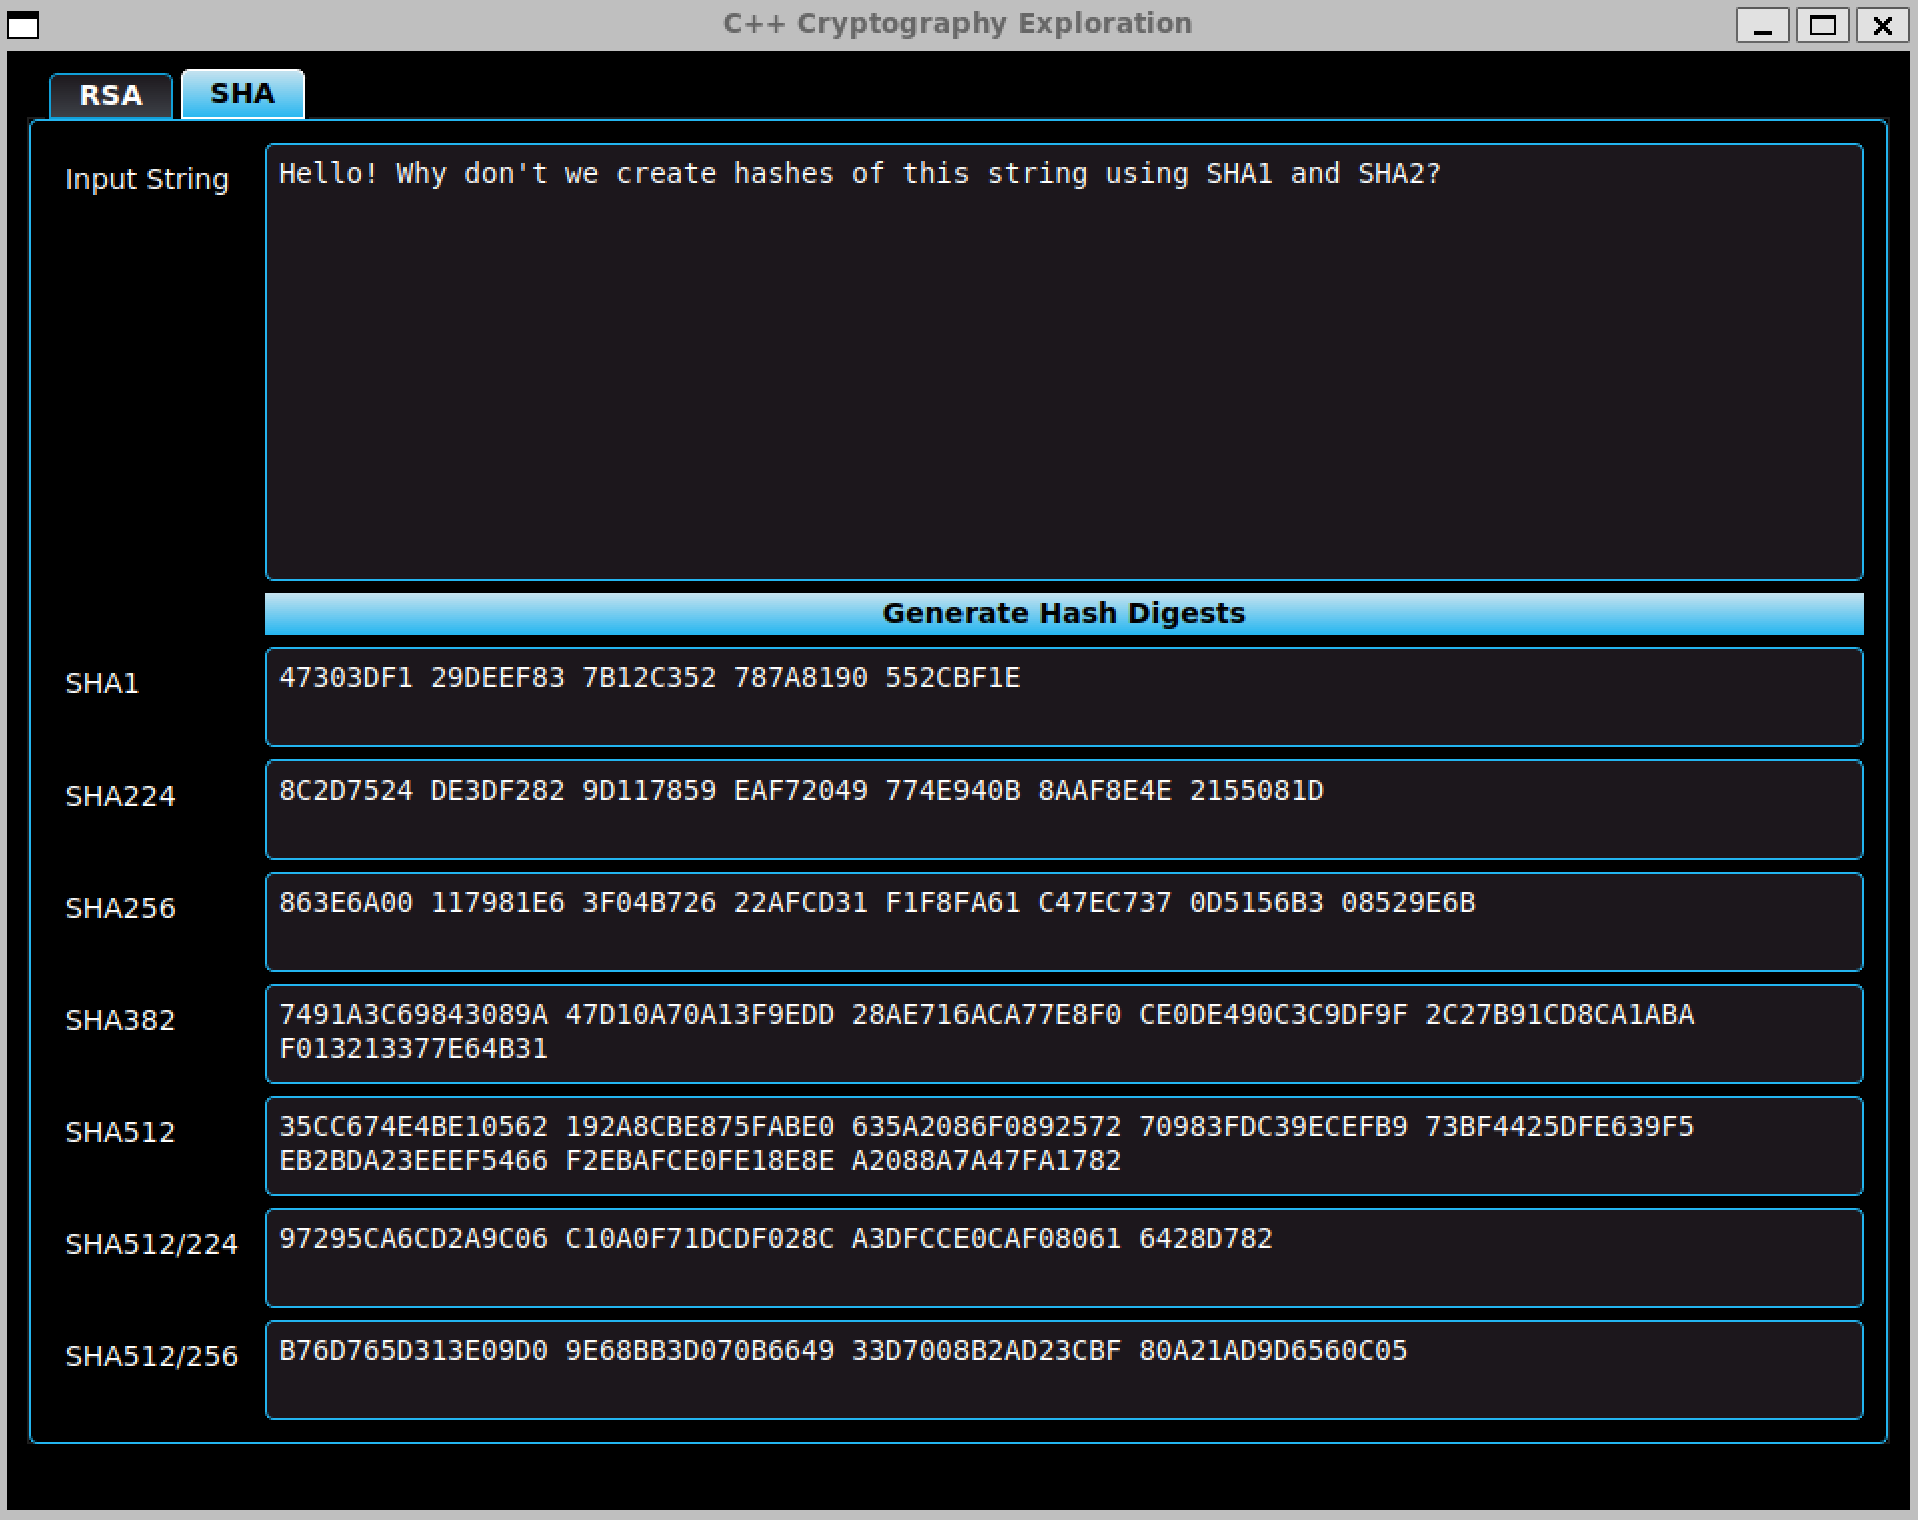 C++ Cryptography Exploration
RSA
SHA
Input String
Hello! Why don't we create hashes of this string using SHA1 and SHA2?
Generate Hash Digests
SHA1
47303DF1 29DEEF83 7B12C352 787A8190 552CBF1E
SHA224
8C2D7524 DE3DF282 9D117859 EAF72049 774E940B 8AAF8E4E 2155081D
SHA256
863E6A00 117981E6 3F04B726 22AFCD31 F1F8FA61 C47EC737 0D5156B3 08529E6B
SHA382
7491A3C69843089A 47D10A70A13F9EDD 28AE716ACA77E8F0 CE0DE490C3C9DF9F 2C27B91CD8CA1ABA
F013213377E64B31
SHA512
35CC674E4BE10562 192A8CBE875FABE0 635A2086F0892572 70983FDC39ECEFB9 73BF4425DFE639F5
EB2BDA23EEEF5466 F2EBAFCE0FE18E8E A2088A7A47FA1782
SHA512/224
97295CA6CD2A9C06 C10A0F71DCDF028C A3DFCCE0CAF08061 6428D782
SHA512/256
B76D765D313E09D0 9E68BB3D070B6649 33D7008B2AD23CBF 80A21AD9D6560C05